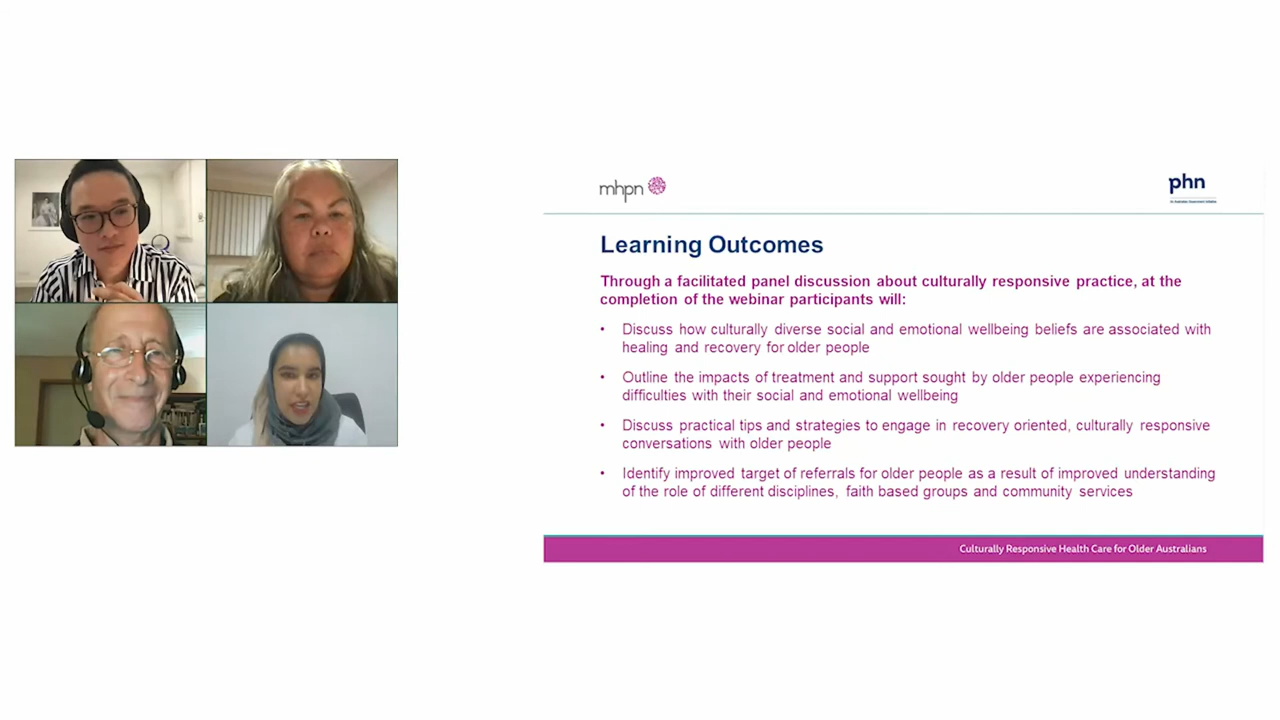 mhpn
phn
An Australian Government Initiative
Learning Outcomes
Through a facilitated panel discussion about culturally responsive practice, at the
completion of the webinar participants will:
• Discuss how culturally diverse social and emotional wellbeing beliefs are associated with
healing and recovery for older people
• Outline the impacts of treatment and support sought by older people experiencing
difficulties with their social and emotional wellbeing
• Discuss practical tips and strategies to engage in recovery oriented, culturally responsive
conversations with older people
• Identify improved target of referrals for older people as a result of improved understanding
of the role of different disciplines, faith based groups and community services
Culturally Responsive Health Care for Older Australians